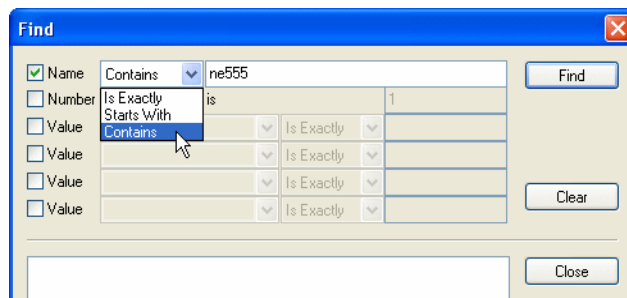 Find
Name Contains ne555 Find
Number Is Exactly is 1
Starts With
Value Contains Is Exactly
Value Is Exactly
Value Is Exactly
Value Is Exactly Clear
Close